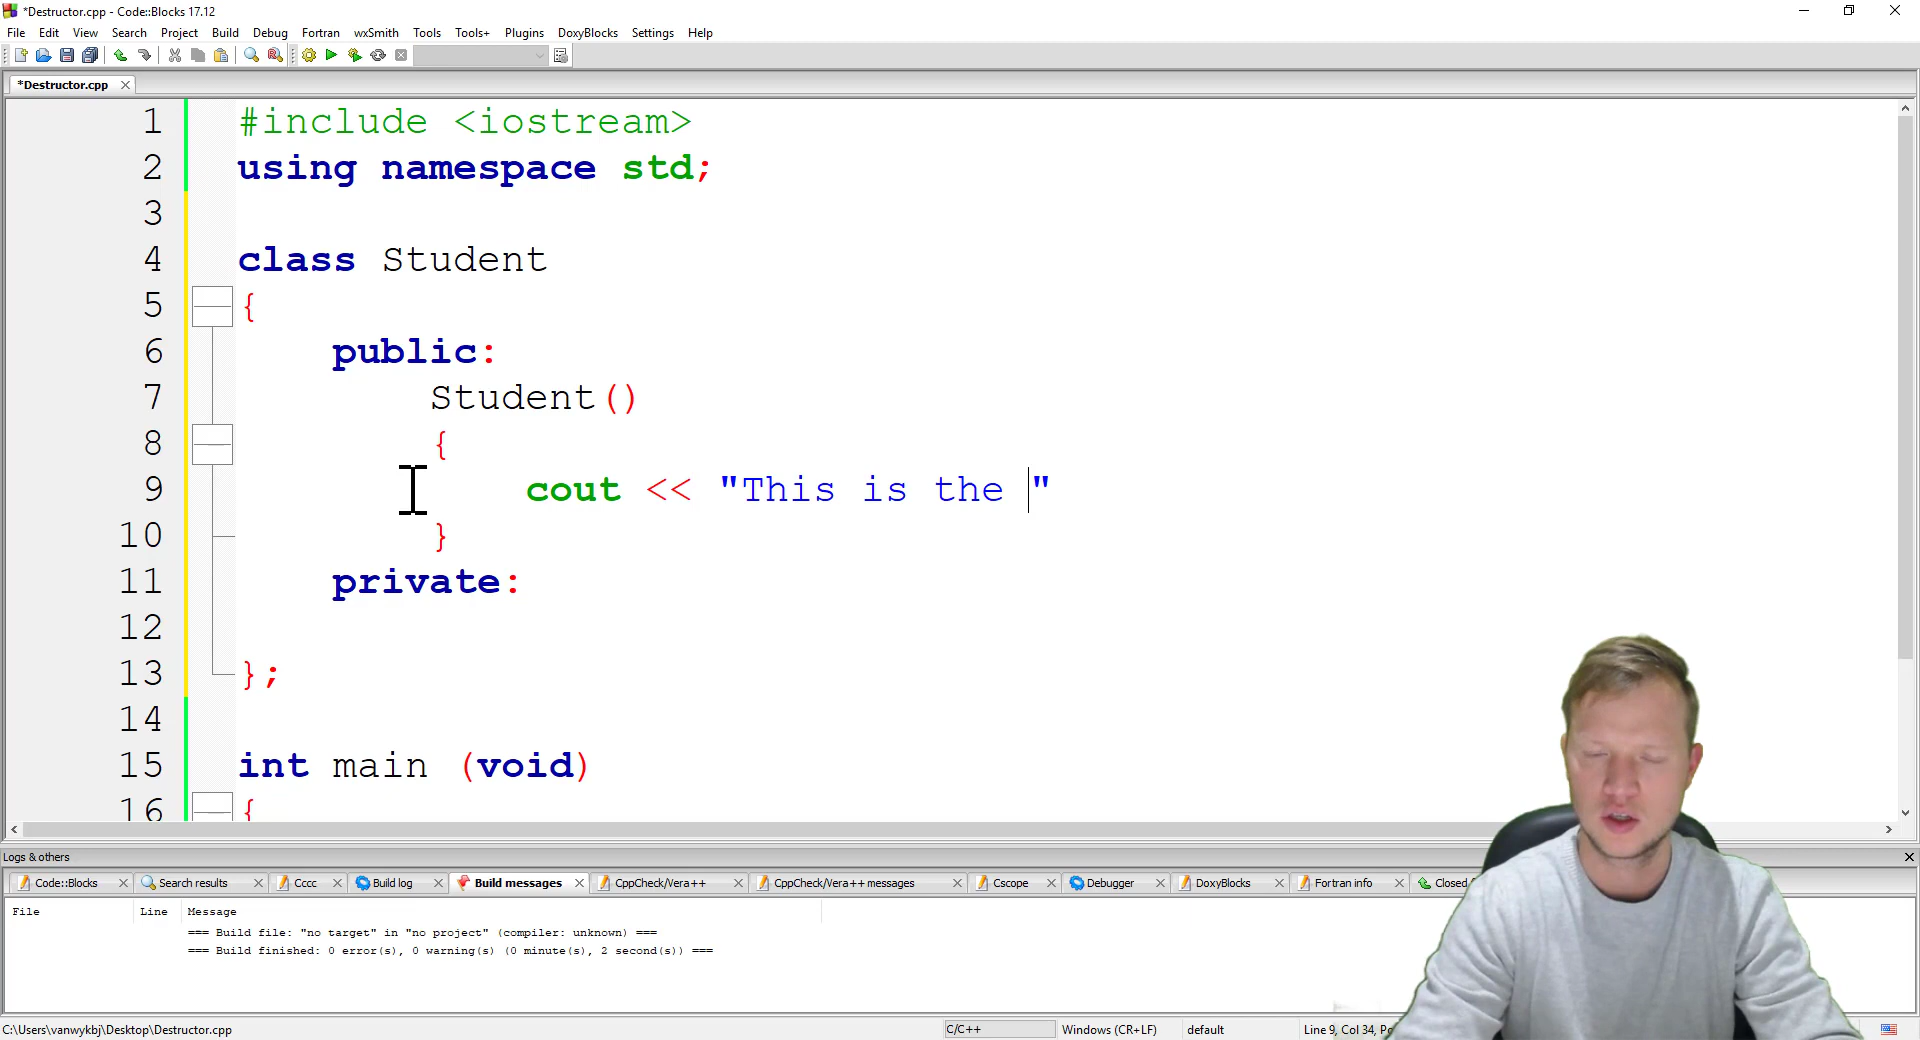 *Destructor.cpp - Code::Blocks 17.12
File Edit View Search Project Build Debug Fortran wxSmith Tools Tools+ Plugins DoxyBlocks Settings Help
*Destructor.cpp
1 #include <iostream>
2 using namespace std;
3
4 class Student
5 {
6 public:
7 Student()
8 {
9 cout << "This is the "
10 }
11 private:
12
13 };
14
15 int main (void)
16 {
Logs & others
Code::Blocks Search results Cccc Build log Build messages CppCheck/Vera++ CppCheck/Vera++ messages Cscope Debugger DoxyBlocks Fortran info Closed
File Line Message
=== Build file: "no target" in "no project" (compiler: unknown) ===
=== Build finished: 0 error(s), 0 warning(s) (0 minute(s), 2 second(s)) ===
C:\Users\vanwykbj\Desktop\Destructor.cpp C/C++ Windows (CR+LF) default Line 9, Col 34,